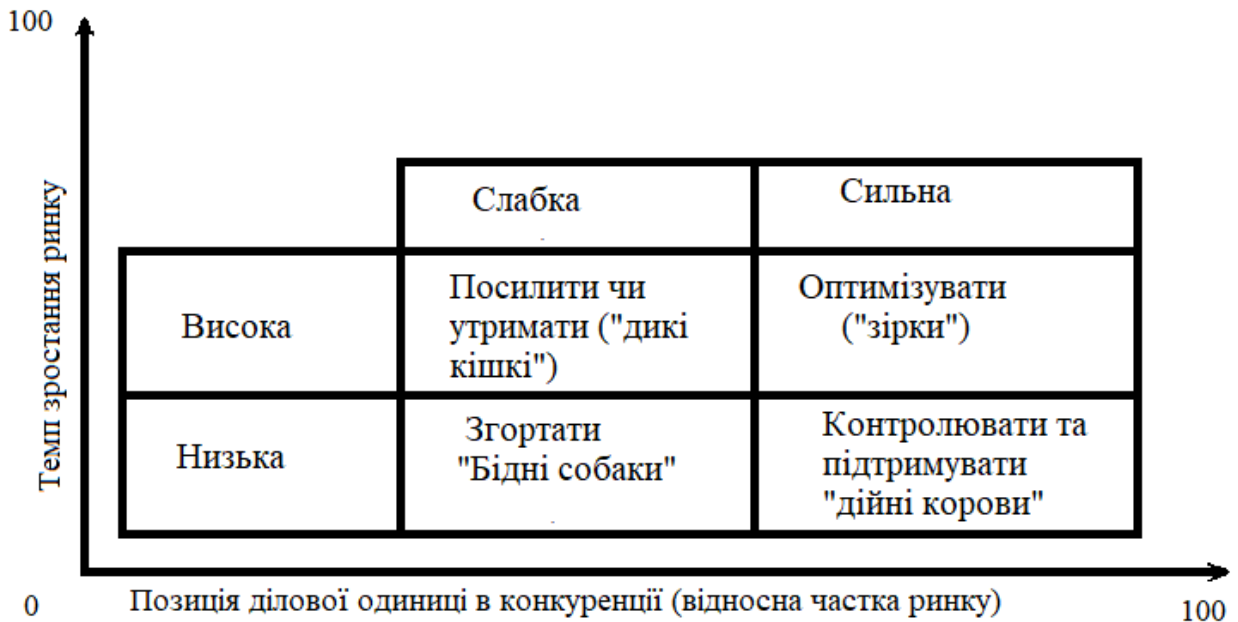 100
Темп зростання ринку
Слабка
Сильна
Висока
Посилити чи
утримати ("дикі
кішкі")
Оптимізувати
("зірки")
Низька
Згортати
"Бідні собаки"
Контролювати та
підтримувати
"дійні корови"
0
Позиція ділової одиниці в конкуренції (відносна частка ринку)
100